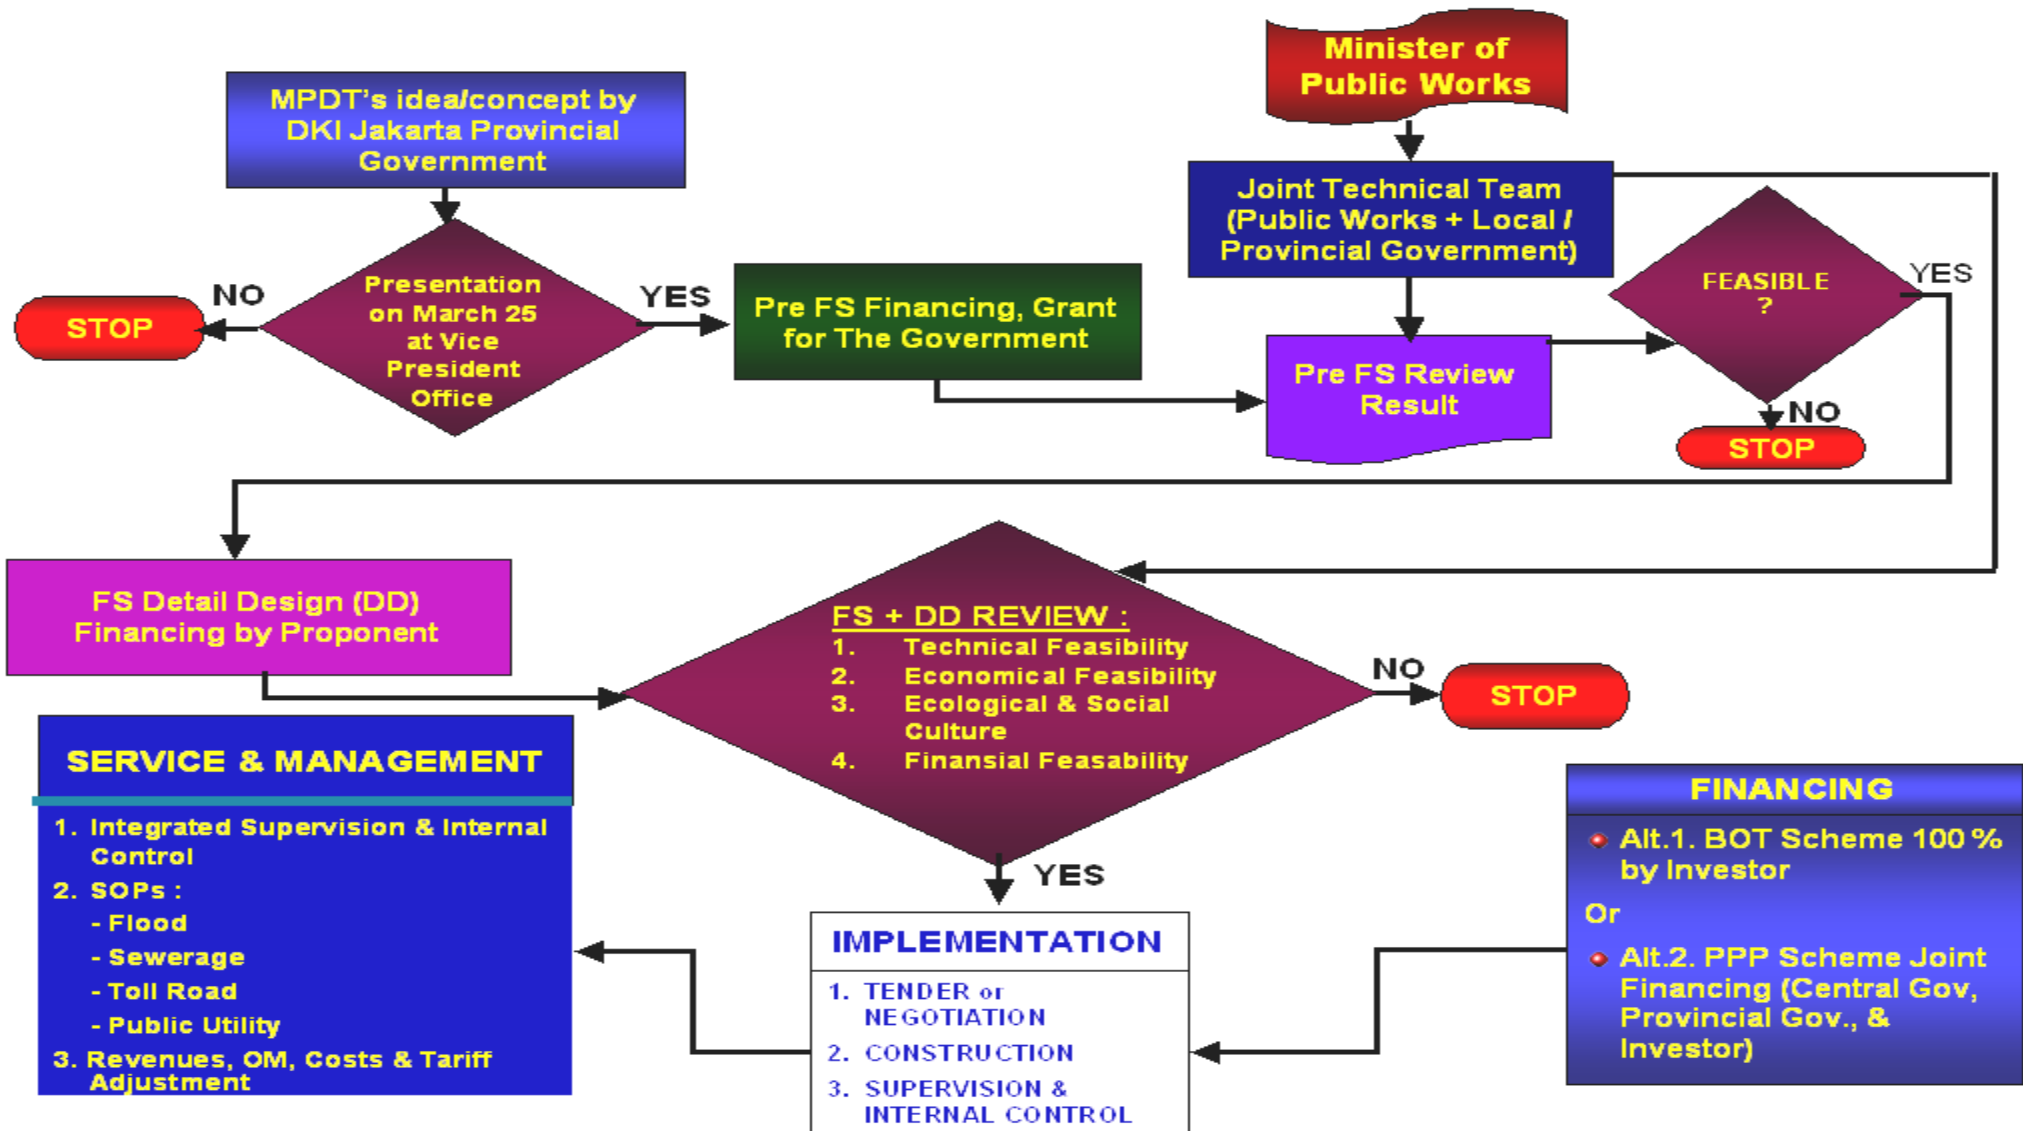 Minister of
Public Works
MPDT's idea/concept by
DKI Jakarta Provincial
Government
Joint Technical Team
(Public Works + Local /
Provincial Government)
Presentation
on March 25
at Vice
President
Office
NO
STOP
YES
Pre FS Financing, Grant
for The Government
Pre FS Review
Result
FEASIBLE
?
YES
NO
STOP
FS Detail Design (DD)
Financing by Proponent
FS + DD REVIEW :
1. Technical Feasibility
2. Economical Feasibility
3. Ecological & Social
Culture
4. Finansial Feasability
NO
STOP
YES
SERVICE & MANAGEMENT
1. Integrated Supervision & Internal
Control
2. SOPs :
- Flood
- Sewerage
- Toll Road
- Public Utility
3. Revenues, OM, Costs & Tariff
Adjustment
IMPLEMENTATION
1. TENDER or
NEGOTIATION
2. CONSTRUCTION
3. SUPERVISION &
INTERNAL CONTROL
FINANCING
Alt.1. BOT Scheme 100 %
by Investor
Or
Alt.2. PPP Scheme Joint
Financing (Central Gov,
Provincial Gov., &
Investor)